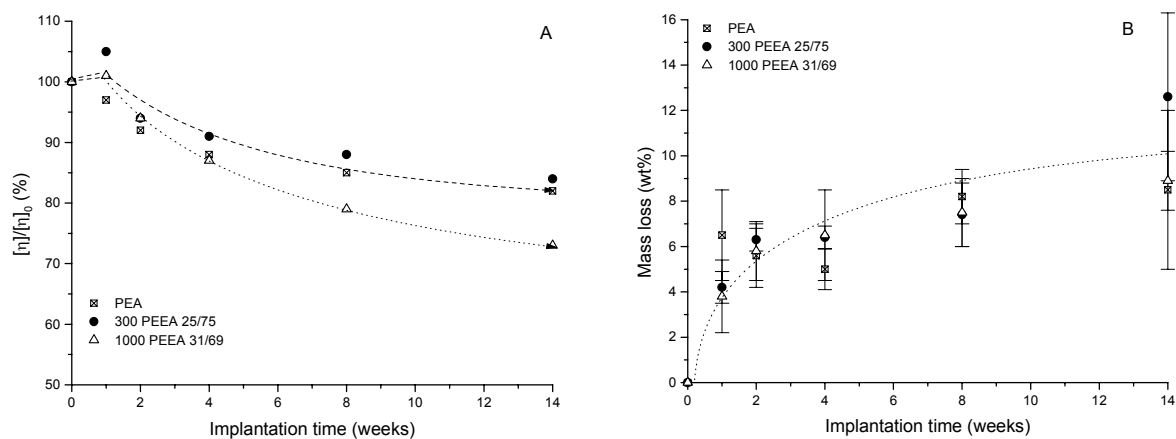 A
110
100
90
80
70
60
50
[η]/[η]₀ (%)
PEA
300 PEEA 25/75
1000 PEEA 31/69
0 2 4 6 8 10 12 14
Implantation time (weeks)
B
16
14
12
10
8
6
4
2
0
Mass loss (wt%)
PEA
300 PEEA 25/75
1000 PEEA 31/69
0 2 4 6 8 10 12 14
Implantation time (weeks)